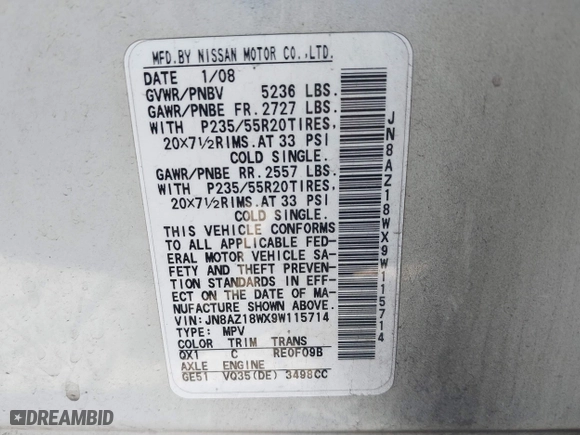 MFD.BY NISSAN MOTOR CO.,LTD.
DATE 1/08
GVWR/PNBV 5236 LBS.
GAWR/PNBE FR. 2727 LBS.
WITH P235/55R20TIRES,
20×7½RIMS.AT 33 PSI
COLD SINGLE.
GAWR/PNBE RR. 2557 LBS.
WITH P235/55R20TIRES,
20×7½RIMS.AT 33 PSI
COLD SINGLE.
THIS VEHICLE CONFORMS
TO ALL APPLICABLE FED-
ERAL MOTOR VEHICLE SA-
FETY AND THEFT PREVEN-
TION STANDARDS IN EFF-
ECT ON THE DATE OF MA-
NUFACTURE SHOWN ABOVE.
VIN:JN8AZ18WX9W115714
TYPE: MPV
COLOR TRIM TRANS
QX1 C RE0F09B
AXLE ENGINE
GE51 VQ35(DE) 3498CC
JN8AZ18WX9W115714
DREAMBID